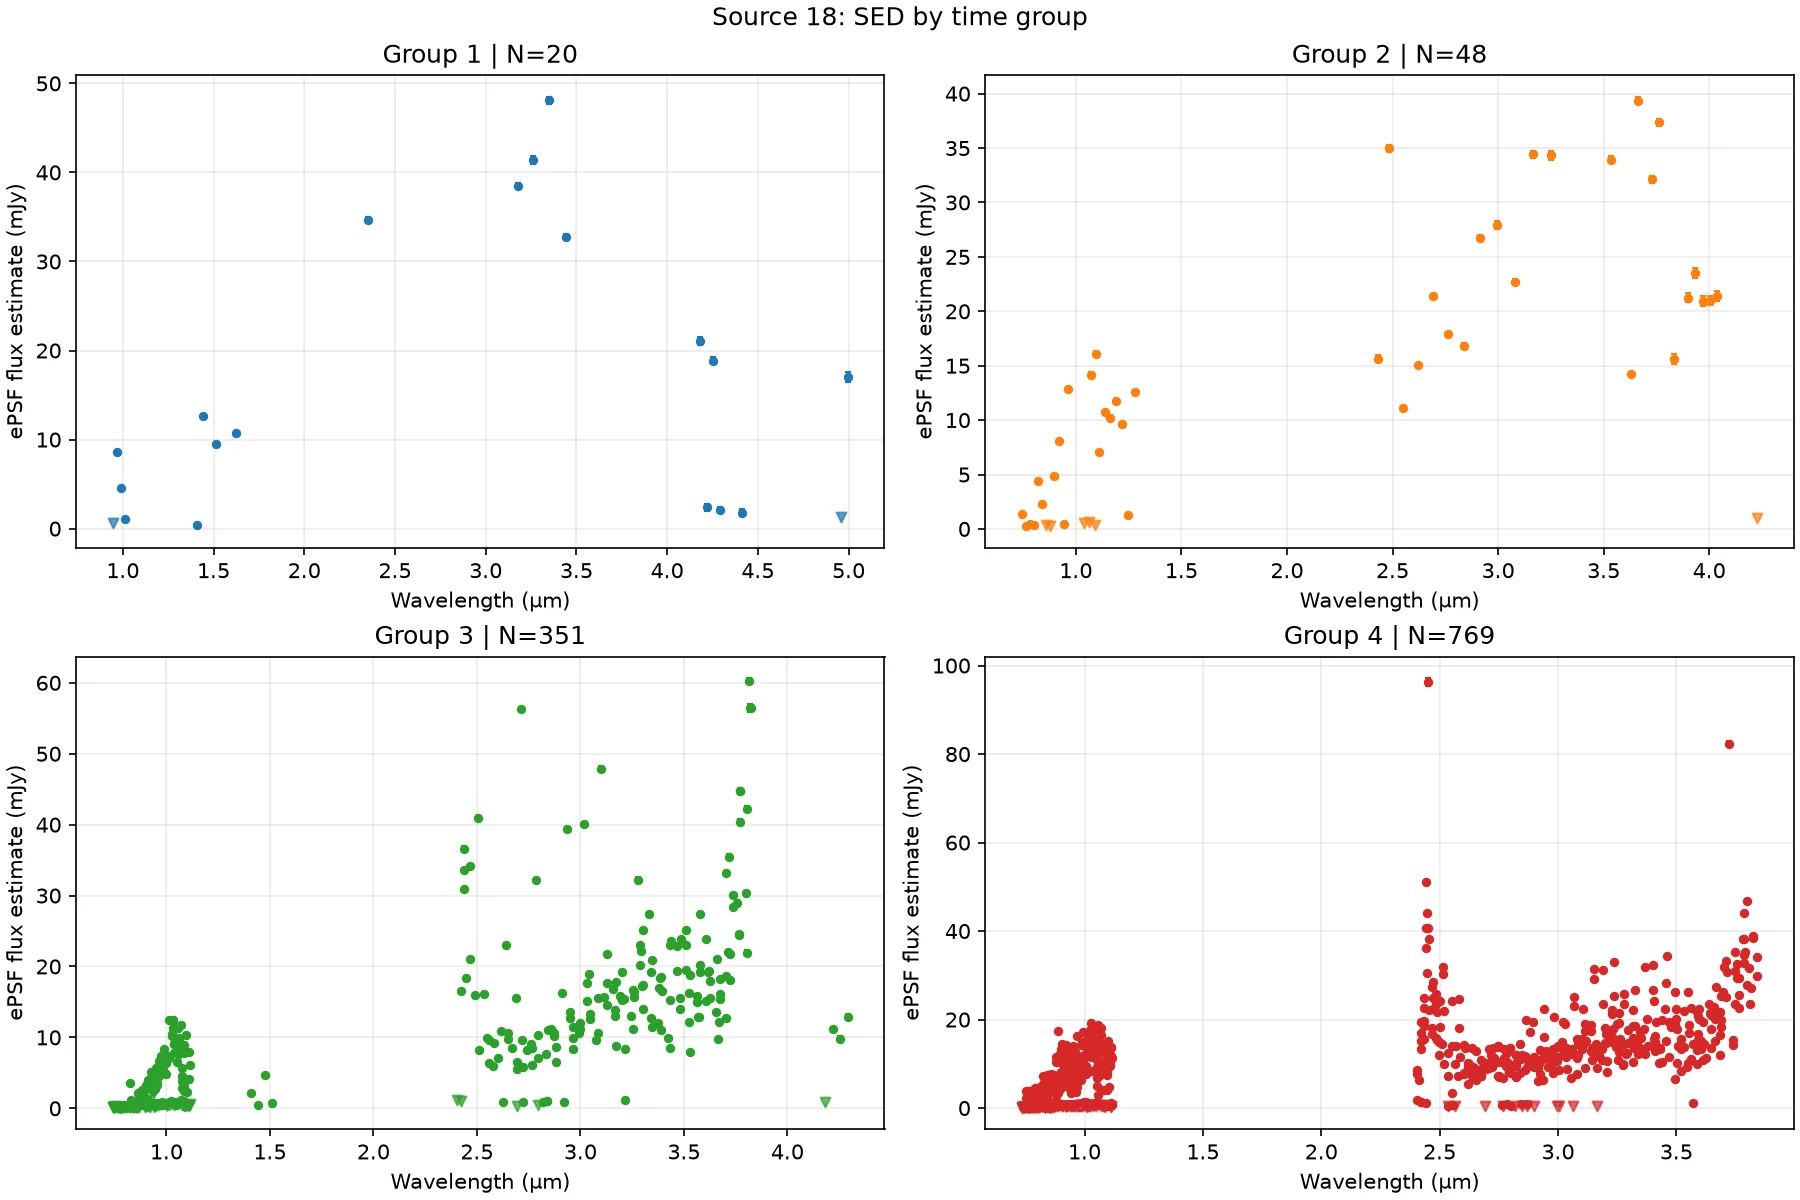 Source 18: SED by time group
Group 1 | N=20
50
40
30
20
10
0
ePSF flux estimate (mJy)
1.0 1.5 2.0 2.5 3.0 3.5 4.0 4.5 5.0
Wavelength (μm)
Group 2 | N=48
40
35
30
25
20
15
10
5
0
ePSF flux estimate (mJy)
1.0 1.5 2.0 2.5 3.0 3.5 4.0
Wavelength (μm)
Group 3 | N=351
60
50
40
30
20
10
0
ePSF flux estimate (mJy)
1.0 1.5 2.0 2.5 3.0 3.5 4.0
Wavelength (μm)
Group 4 | N=769
100
80
60
40
20
0
ePSF flux estimate (mJy)
1.0 1.5 2.0 2.5 3.0 3.5
Wavelength (μm)